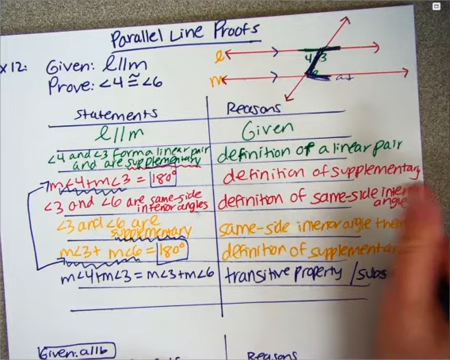 Parallel Line Proofs
x12: Given: l||m
Prove: ∠4 ≅ ∠6
l
m
4 3
6
Statements Reasons
l||m Given
∠4 and ∠3 form a linear pair and are supplementary definition of a linear pair
m∠4+m∠3 = 180° definition of supplementary
∠3 and ∠6 are same-side interior angles definition of same-side interior angles
∠3 and ∠6 are supplementary same-side interior angle
m∠3 + m∠6 = 180° definition of supplementary
m∠4+m∠3 = m∠3+m∠6 transitive property /subs
Given: a||b
Reasons